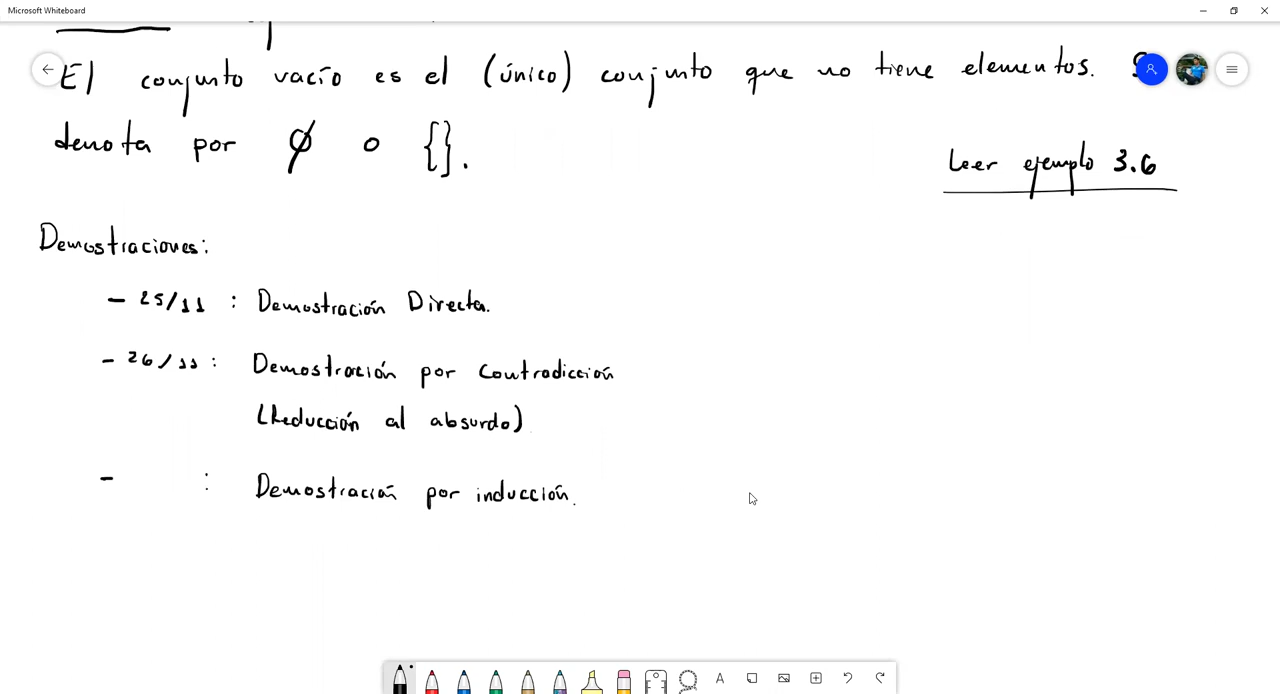 Microsoft Whiteboard
El conjunto vacío es el (único) conjunto que no tiene elementos.
denota por ∅ o {}.
Leer ejemplo 3.6
Demostraciones:
- 25/11 : Demostración Directa.
- 26/11 : Demostración por contradicción
(Reducción al absurdo)
- : Demostración por inducción.
A